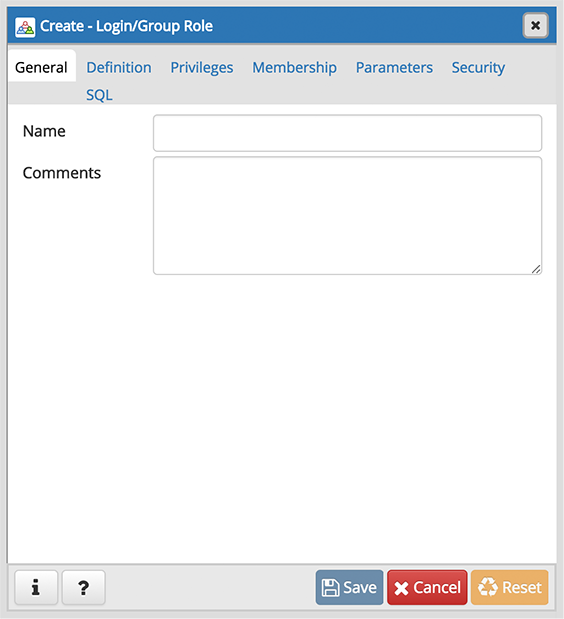 Create - Login/Group Role
General Definition Privileges Membership Parameters Security
SQL
Name
Comments
i ? Save Cancel Reset